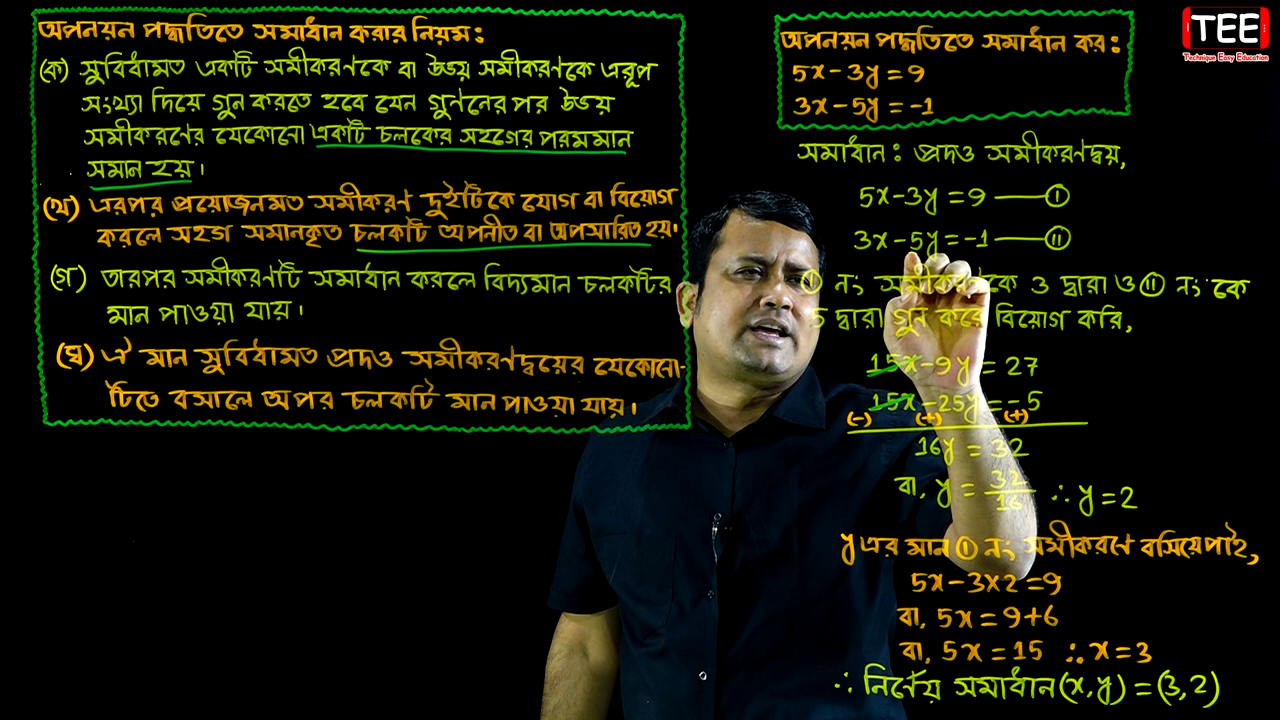 অপনয়ন পদ্ধতিতে সমাধান করার নিয়ম:
(ক) সুবিধামত একটি সমীকরণকে বা উভয় সমীকরণকে এরূপ
সংখ্যা দিয়ে গুন করতে হবে যেন গুণনের পর উভয়
সমীকরণের যেকোনো একটি চলকের সহগের পরমমান
সমান হয়।
(খ) এরপর প্রয়োজনমত সমীকরণ দুইটিকে যোগ বা বিয়োগ
করলে সহগ সমানকৃত চলকটি অপনীত বা অপসারিত হয়।
(গ) তারপর সমীকরণটি সমাধান করলে বিদ্যমান চলকটির
মান পাওয়া যায়।
(ঘ) ঐ মান সুবিধামত প্রদত্ত সমীকরণদ্বয়ের যেকোনো-
টিতে বসালে অপর চলকটি মান পাওয়া যায়।
TEE
Technique Easy Education
অপনয়ন পদ্ধতিতে সমাধান কর:
5x-3y=9
3x-5y=-1
সমাধান: প্রদত্ত সমীকরণদ্বয়,
5x-3y=9 — (i)
3x-5y=-1 — (ii)
(i) নং সমীকরণকে 3 দ্বারা ও (ii) নং কে
5 দ্বারা গুন করে বিয়োগ করি,
15x-9y=27
15x-25y=-5
(-) (+) (+)
16y=32
বা, y=32/16 ∴ y=2
y এর মান (i) নং সমীকরণে বসিয়ে পাই,
5x-3×2=9
বা, 5x=9+6
বা, 5x=15 ∴ x=3
∴ নির্ণেয় সমাধান (x,y)=(3,2)